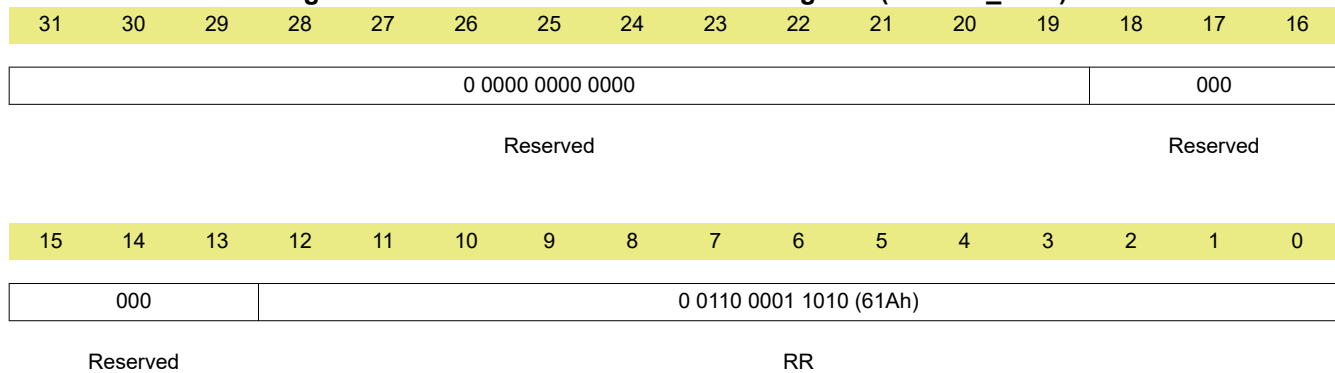 31 30 29 28 27 26 25 24 23 22 21 20 19 18 17 16
0 0000 0000 0000 000
Reserved Reserved
15 14 13 12 11 10 9 8 7 6 5 4 3 2 1 0
000 0 0110 0001 1010 (61Ah)
Reserved RR